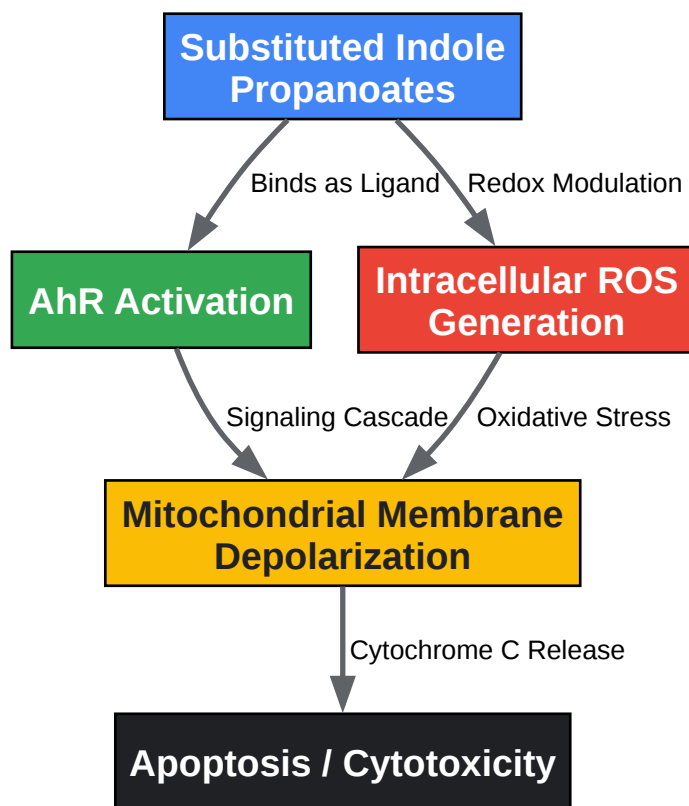 Substituted Indole
Propanoates
Binds as Ligand
Redox Modulation
AhR Activation
Intracellular ROS
Generation
Signaling Cascade
Oxidative Stress
Mitochondrial Membrane
Depolarization
Cytochrome C Release
Apoptosis / Cytotoxicity